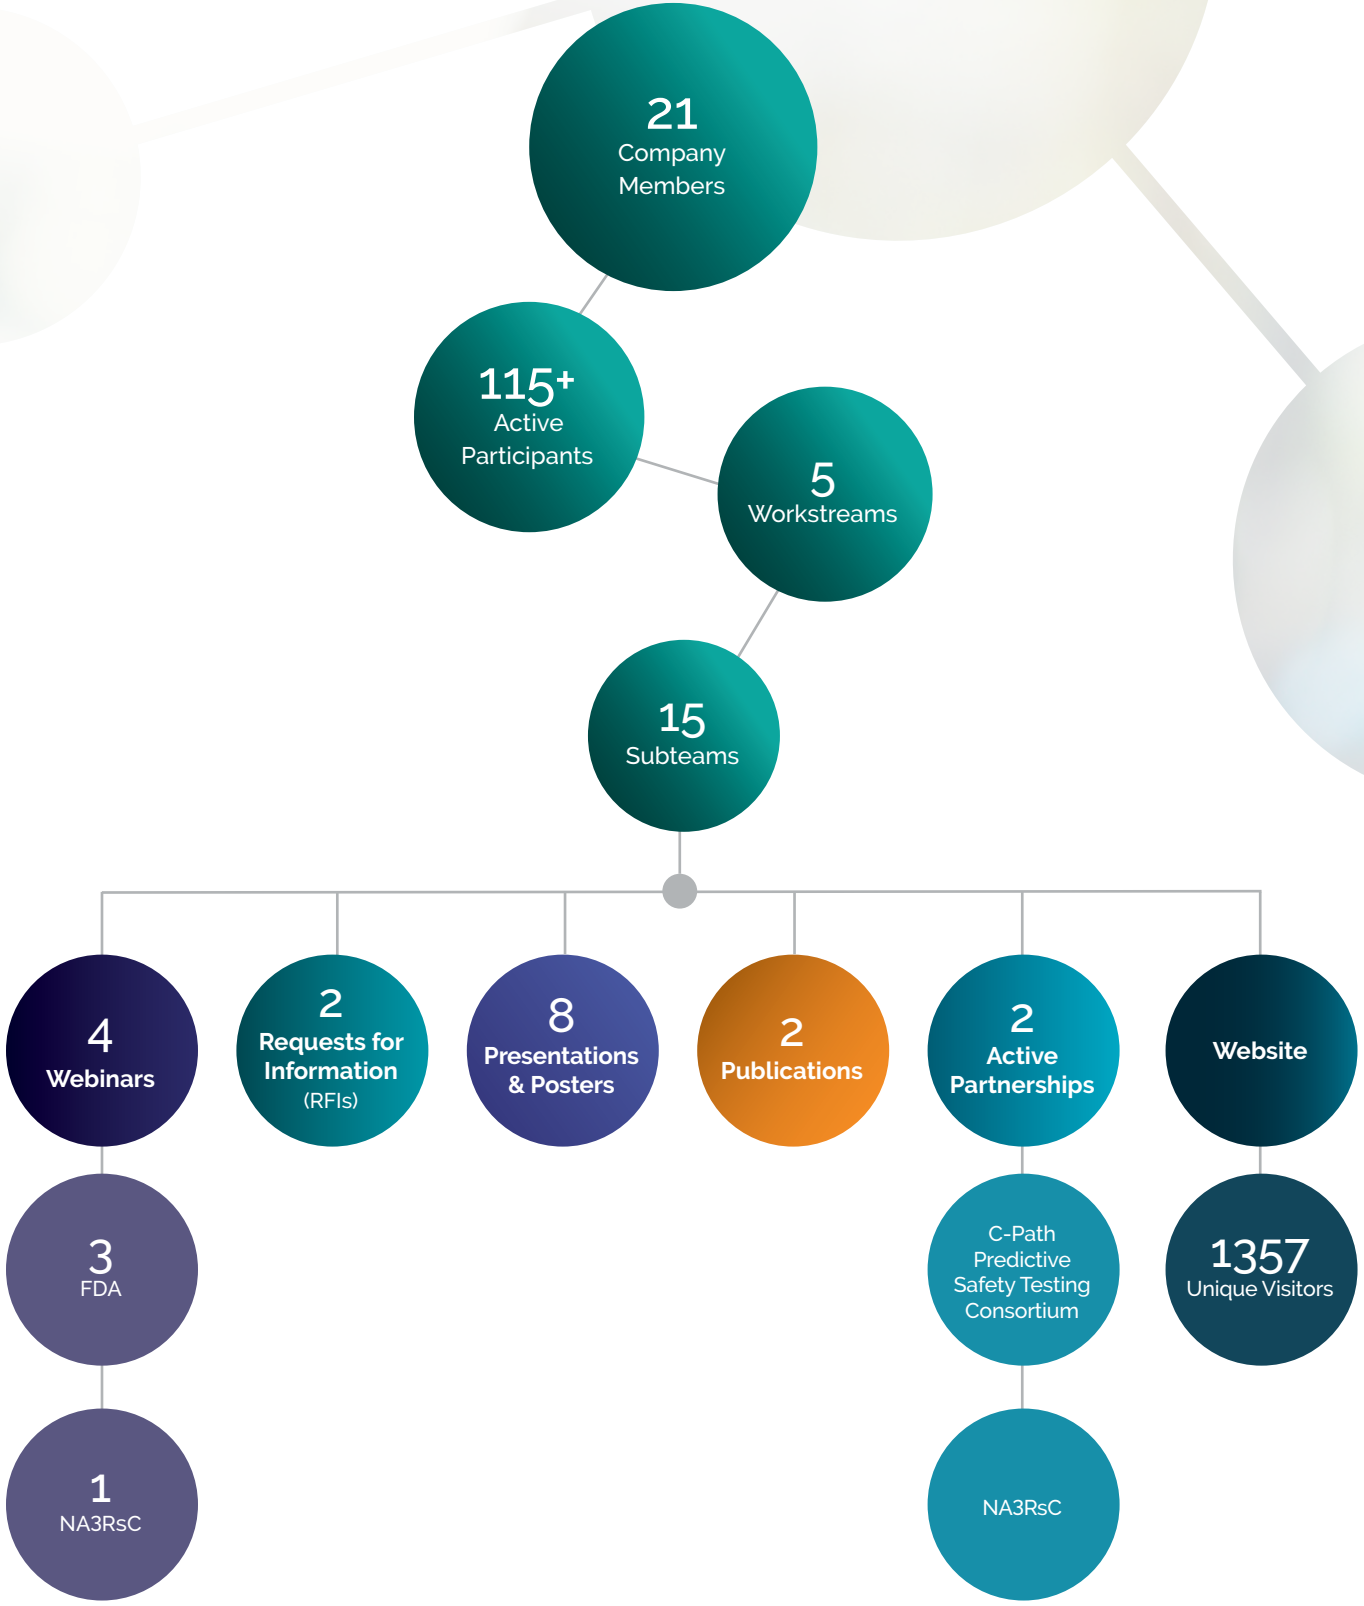 21
Company
Members
115+
Active
Participants
5
Workstreams
15
Subteams
4
Webinars
2
Requests for
Information
(RFIs)
8
Presentations
& Posters
2
Publications
2
Active
Partnerships
Website
3
FDA
C-Path
Predictive
Safety Testing
Consortium
1357
Unique Visitors
1
NA3RsC
NA3RsC